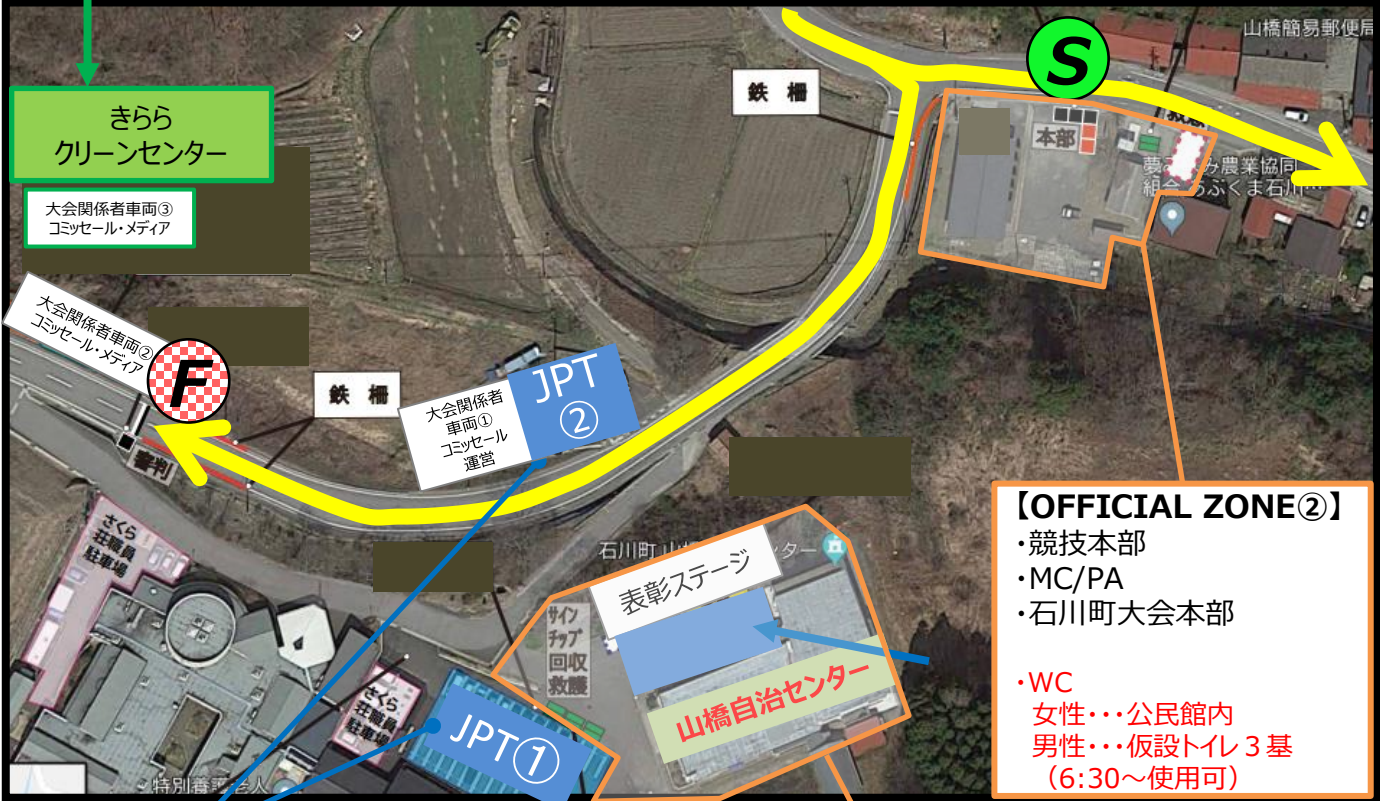 山橋簡易郵便局
S
鉄 柵
本部
きらら
クリーンセンター
大会関係者車両③
コミッセール・メディア
大会関係者車両②
コミッセール・メディア
F
鉄 柵
大会関係者
車両①
コミッセール
運営
JPT
②
審判
さくら
荘職員
駐車場
石川町
ター
表彰ステージ
サイン
チップ
回収
救護
山橋自治センター
さくら
荘職員
駐車場
JPT①
特別養護老人
【OFFICIAL ZONE②】
・競技本部
・MC/PA
・石川町大会本部
・WC
女性・・・公民館内
男性・・・仮設トイレ3基
(6:30～使用可)